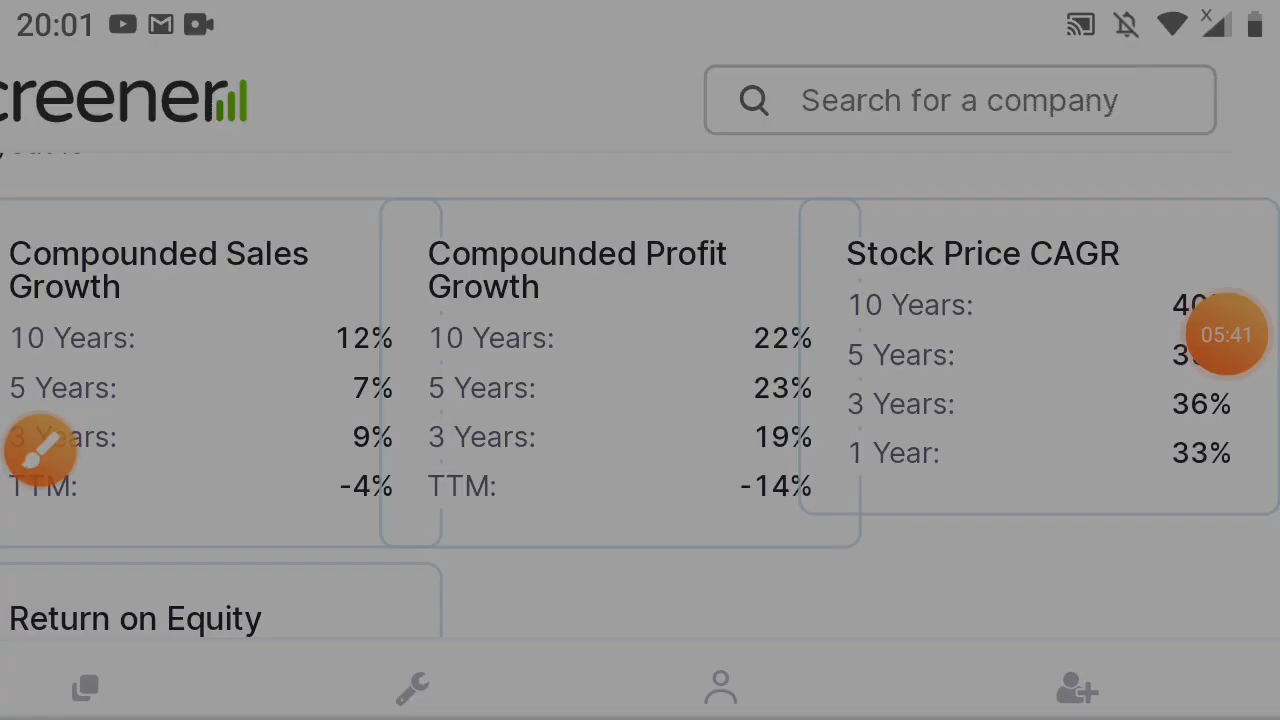 20:01
creener
Search for a company
Compounded Sales
Growth
10 Years: 12%
5 Years: 7%
3 Years: 9%
TTM: -4%
Compounded Profit
Growth
10 Years: 22%
5 Years: 23%
3 Years: 19%
TTM: -14%
Stock Price CAGR
10 Years:
5 Years:
3 Years: 36%
1 Year: 33%
05:41
Return on Equity